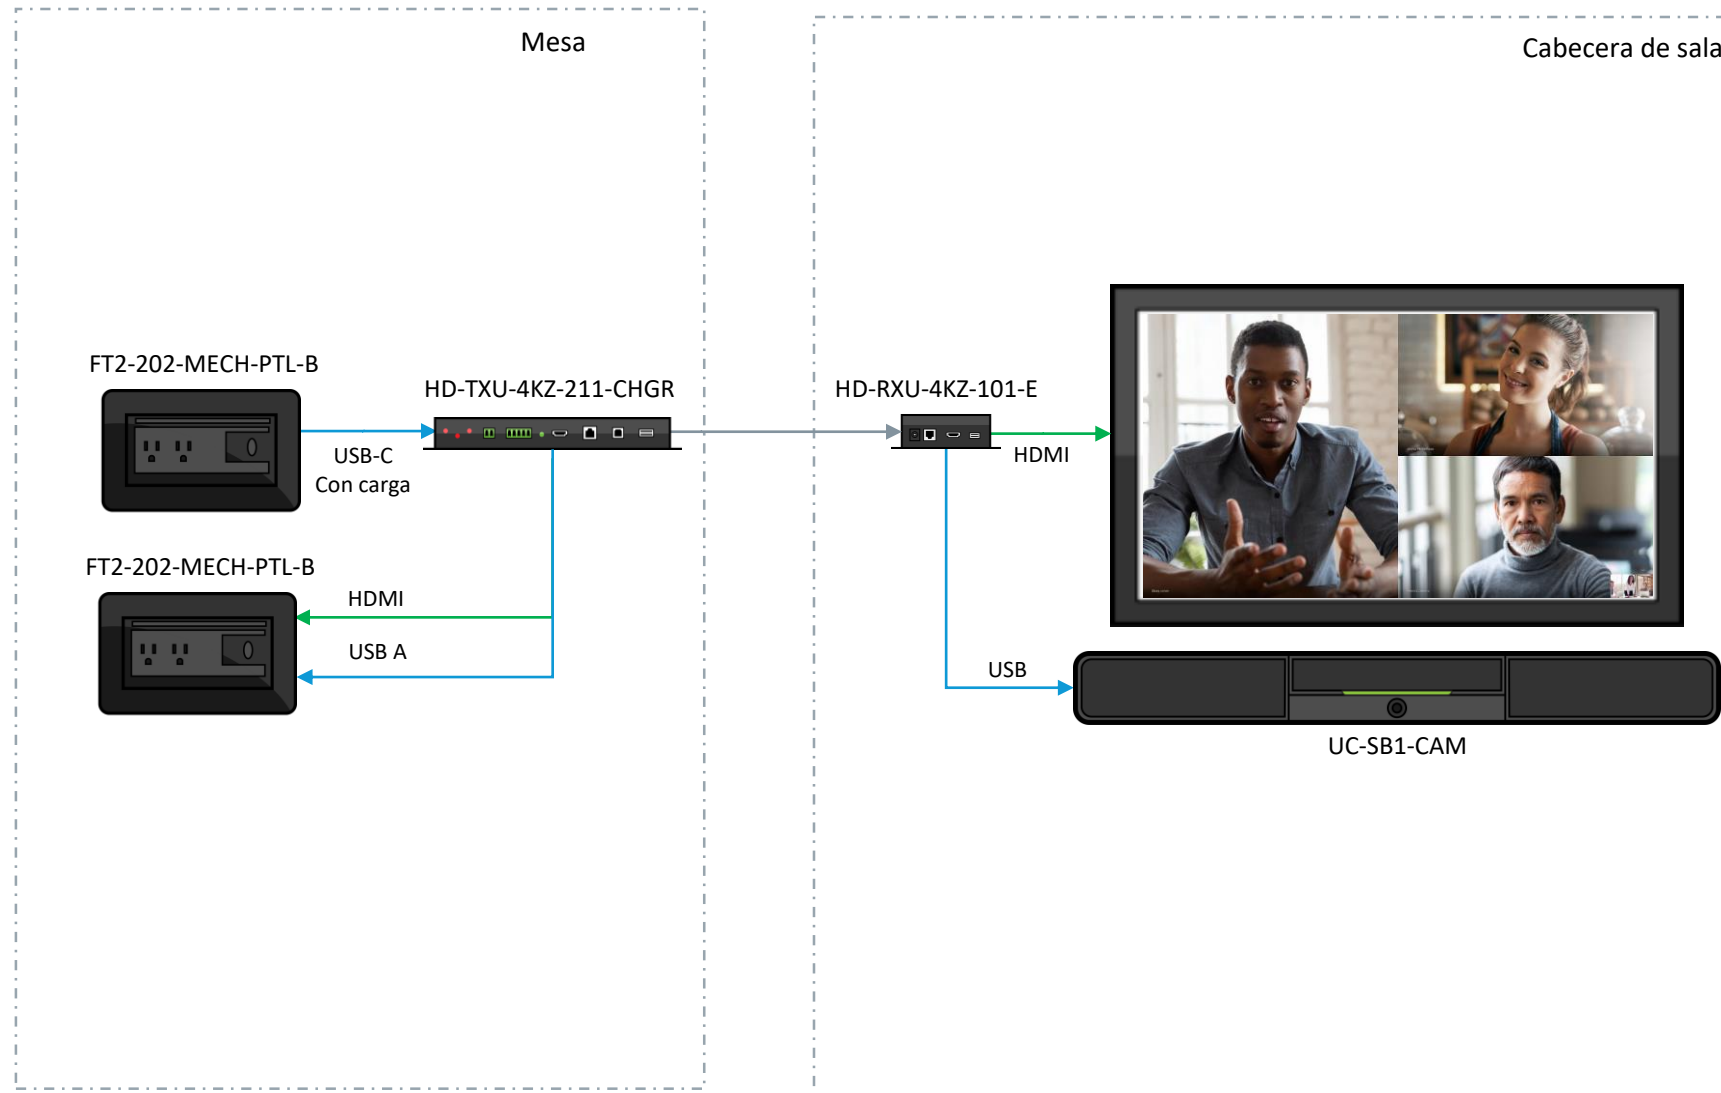 Mesa
Cabecera de sala
FT2-202-MECH-PTL-B
HD-TXU-4KZ-211-CHGR
HD-RXU-4KZ-101-E
USB-C
Con carga
HDMI
FT2-202-MECH-PTL-B
HDMI
USB A
USB
UC-SB1-CAM